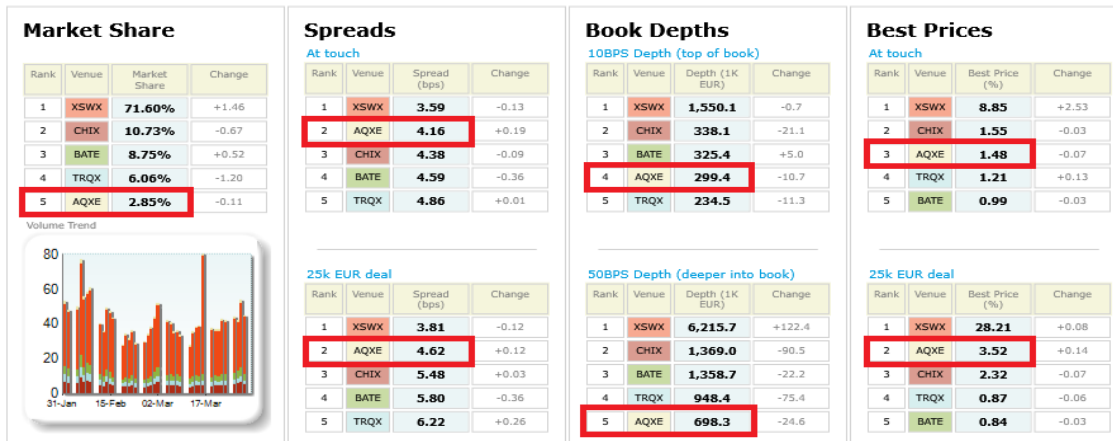 Market Share
Rank Venue Market Share Change
1 XSWX 71.60% +1.46
2 CHIX 10.73% -0.67
3 BATE 8.75% +0.52
4 TRQX 6.06% -1.20
5 AQXE 2.85% -0.11
Volume Trend
80
60
40
20
0
31-Jan 15-Feb 02-Mar 17-Mar
Spreads
At touch
Rank Venue Spread (bps) Change
1 XSWX 3.59 -0.13
2 AQXE 4.16 +0.19
3 CHIX 4.38 -0.09
4 BATE 4.59 -0.36
5 TRQX 4.86 +0.01
25k EUR deal
Rank Venue Spread (bps) Change
1 XSWX 3.81 -0.12
2 AQXE 4.62 +0.12
3 CHIX 5.48 +0.03
4 BATE 5.80 -0.36
5 TRQX 6.22 +0.26
Book Depths
10BPS Depth (top of book)
Rank Venue Depth (1K EUR) Change
1 XSWX 1,550.1 -0.7
2 CHIX 338.1 -21.1
3 BATE 325.4 +5.0
4 AQXE 299.4 -10.7
5 TRQX 234.5 -11.3
50BPS Depth (deeper into book)
Rank Venue Depth (1K EUR) Change
1 XSWX 6,215.7 +122.4
2 CHIX 1,369.0 -90.5
3 BATE 1,358.7 -22.2
4 TRQX 948.4 -75.4
5 AQXE 698.3 -24.6
Best Prices
At touch
Rank Venue Best Price (%) Change
1 XSWX 8.85 +2.53
2 CHIX 1.55 -0.03
3 AQXE 1.48 -0.07
4 TRQX 1.21 +0.13
5 BATE 0.99 -0.03
25k EUR deal
Rank Venue Best Price (%) Change
1 XSWX 28.21 +0.08
2 AQXE 3.52 +0.14
3 CHIX 2.32 -0.07
4 TRQX 0.87 -0.06
5 BATE 0.84 -0.03